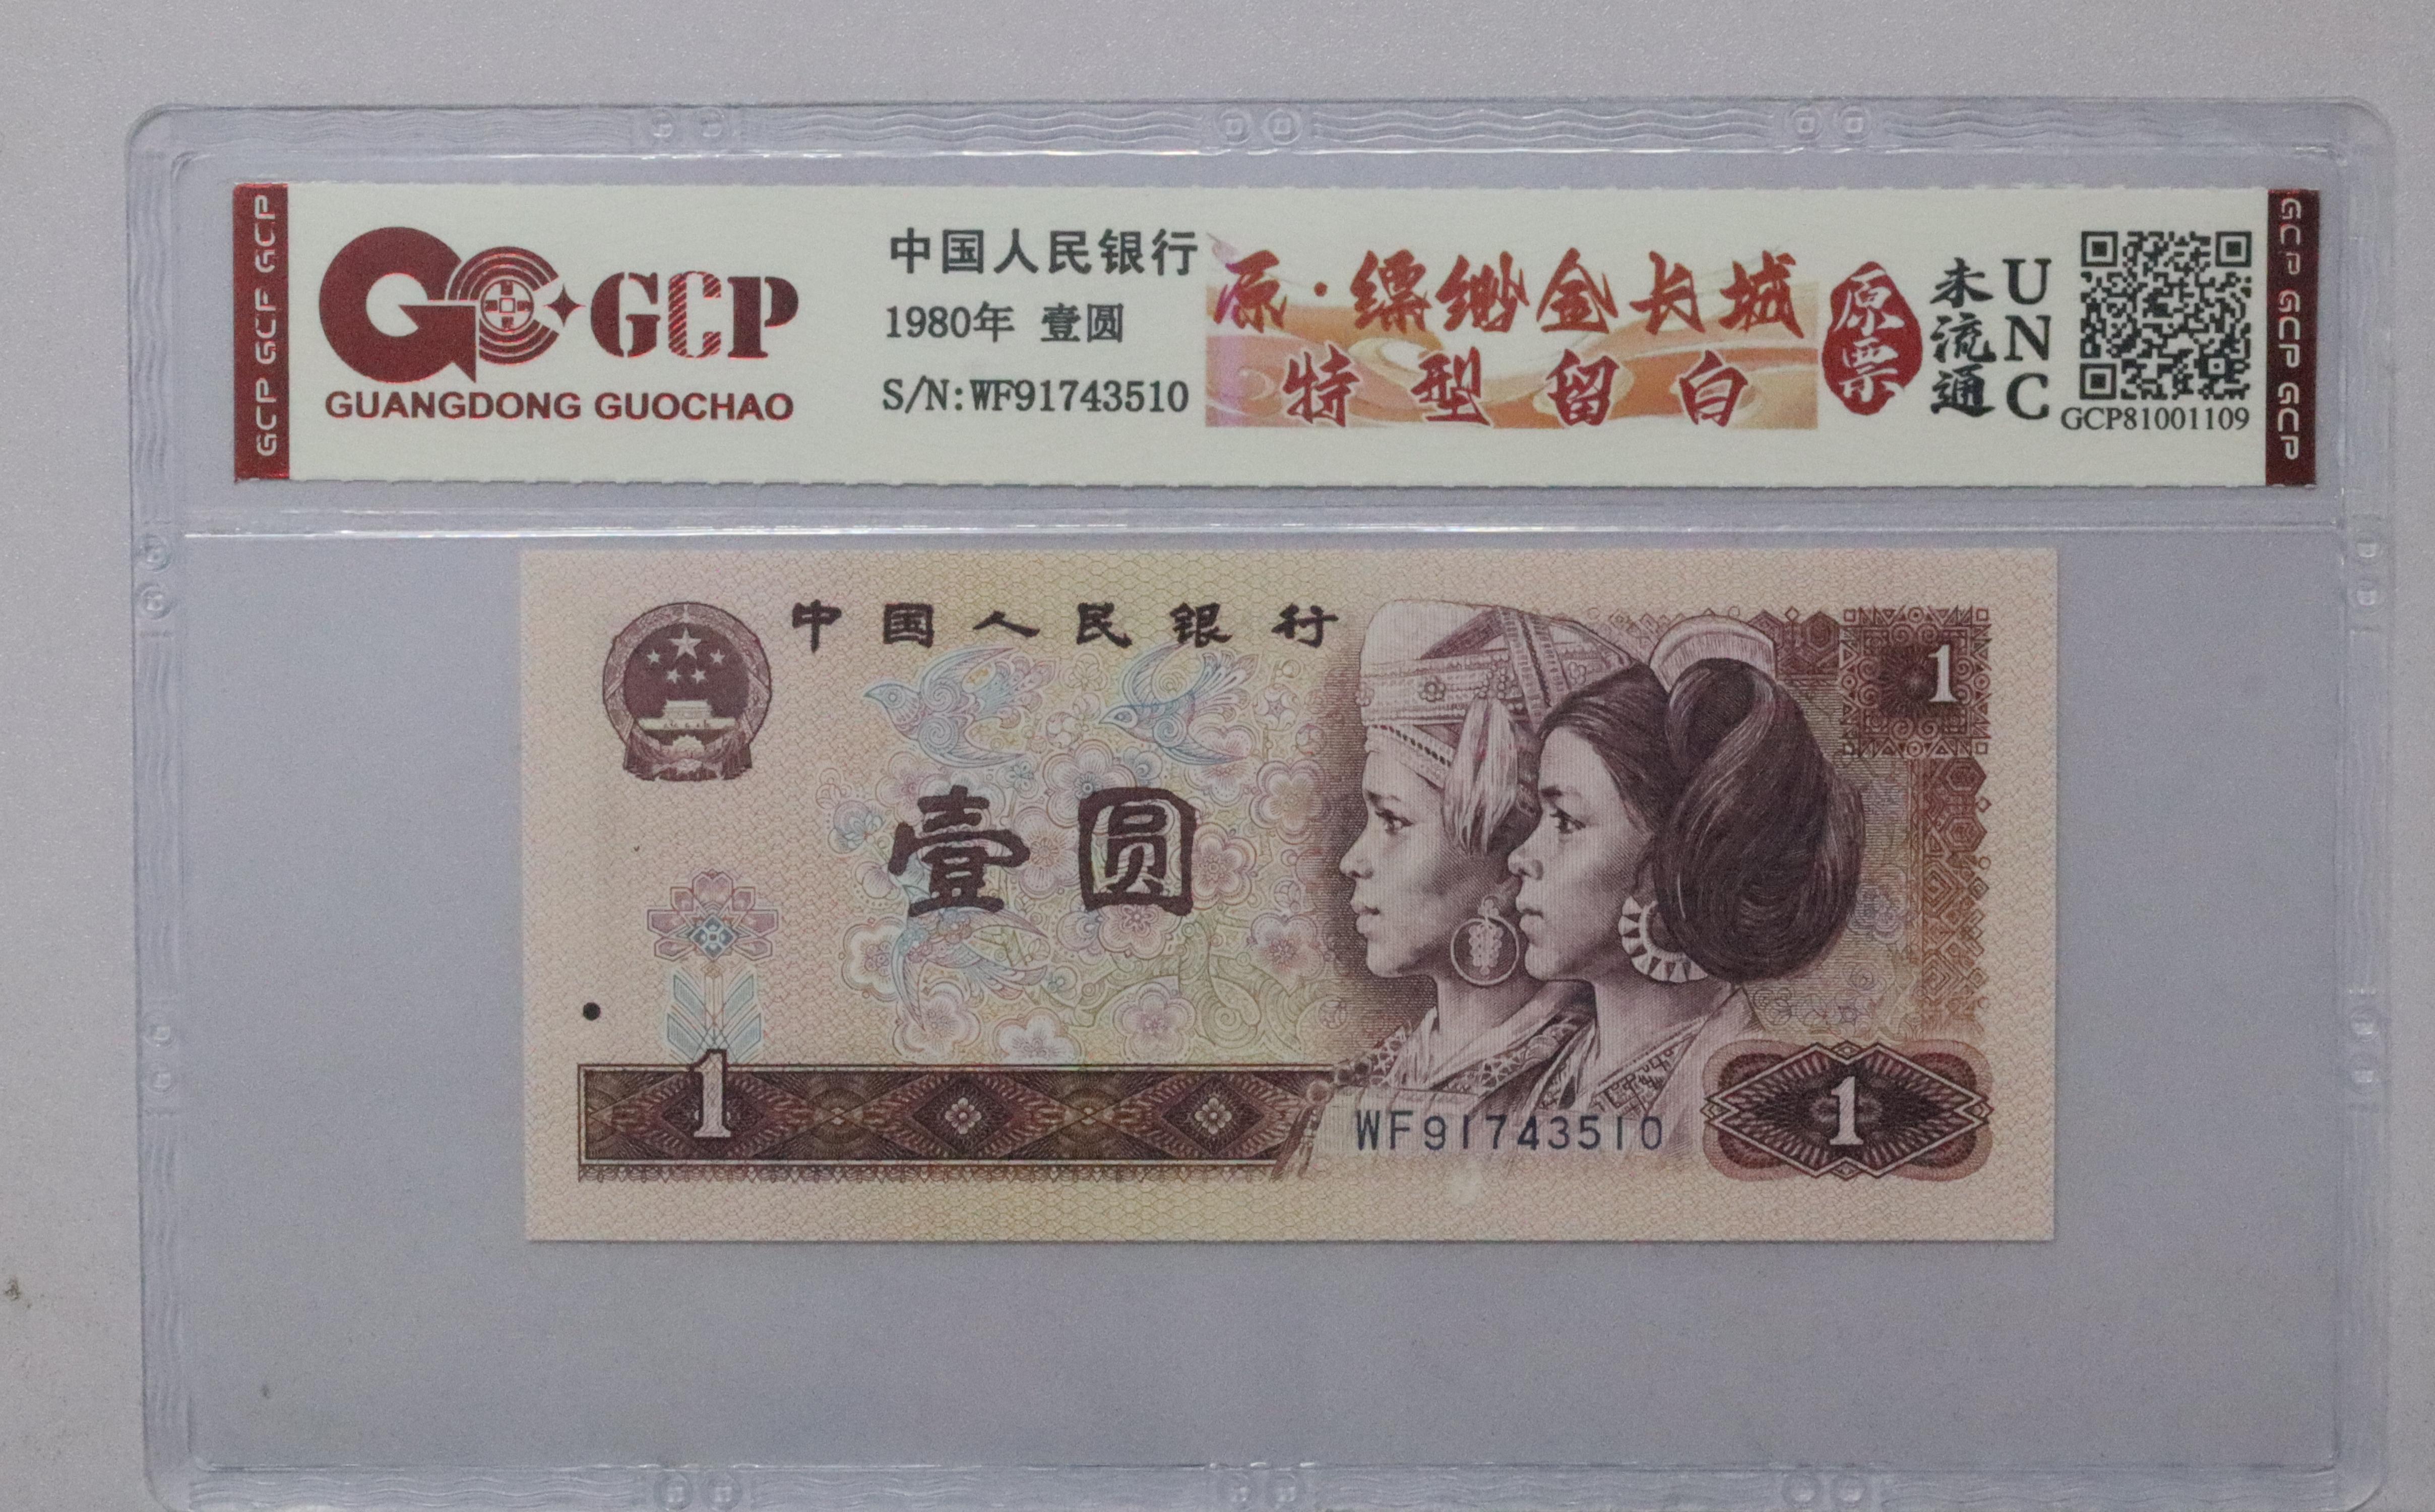 GCP GCP GCP
GCP
GUANGDONG GUOCHAO
中国人民银行
1980年 壹圆
S/N:WF91743510
原·缥缈金长城
特型留白
原票
未流通
UNC
GCP81001109
GCP GCP GCP
中国人民银行
1
壹圆
1
WF91743510
1